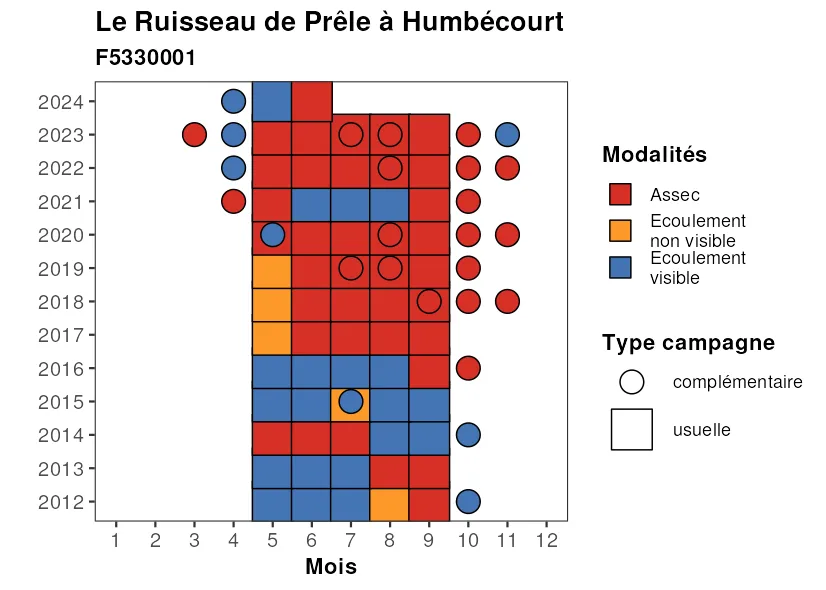 Le Ruisseau de Prêle à Humbécourt
F5330001
2024
2023
2022
2021
2020
2019
2018
2017
2016
2015
2014
2013
2012
1 2 3 4 5 6 7 8 9 10 11 12
Mois
Modalités
Assec
Ecoulement
non visible
Ecoulement
visible
Type campagne
complémentaire
usuelle